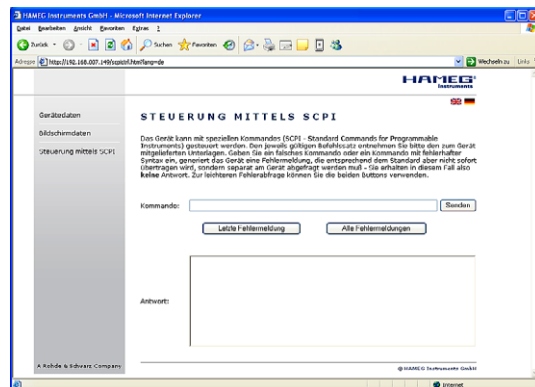 HAMEG Instruments GmbH - Microsoft Internet Explorer
Datei Bearbeiten Ansicht Favoriten Extras ?
Zurück Suchen Favoriten
Adresse http://192.168.007.149/scpictrl.htm?lang=de Wechseln zu Links
HAMEG
Instruments
Gerätedaten
Bildschirmdaten
Steuerung mittels SCPI
STEUERUNG MITTELS SCPI
Das Gerät kann mit speziellen Kommandos (SCPI - Standard Commands for Programmable
Instruments) gesteuert werden. Den jeweils gültigen Befehlssatz entnehmen Sie bitte den zum Gerät
mitgelieferten Unterlagen. Geben Sie ein falsches Kommando oder ein Kommando mit fehlerhafter
Syntax ein, generiert das Gerät eine Fehlermeldung, die entsprechend dem Standard aber nicht sofort
übertragen wird, sondern separat am Gerät abgefragt werden muß - Sie erhalten in diesem Fall also
keine Antwort. Zur leichteren Fehlerabfrage können Sie die beiden Buttons verwenden.
Kommando: Senden
Letzte Fehlermeldung Alle Fehlermeldungen
Antwort:
A Rohde & Schwarz Company
© HAMEG Instruments GmbH
Internet